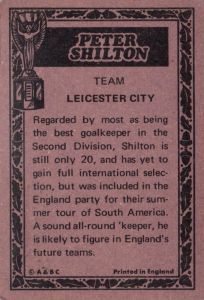 PETER
SHILTON
TEAM
LEICESTER CITY
Regarded by most as being
the best goalkeeper in the
Second Division, Shilton is
still only 20, and has yet to
gain full international selec-
tion, but was included in the
England party for their sum-
mer tour of South America.
A sound all-round 'keeper, he
is likely to figure in England's
future teams.
© A & BC Printed in England